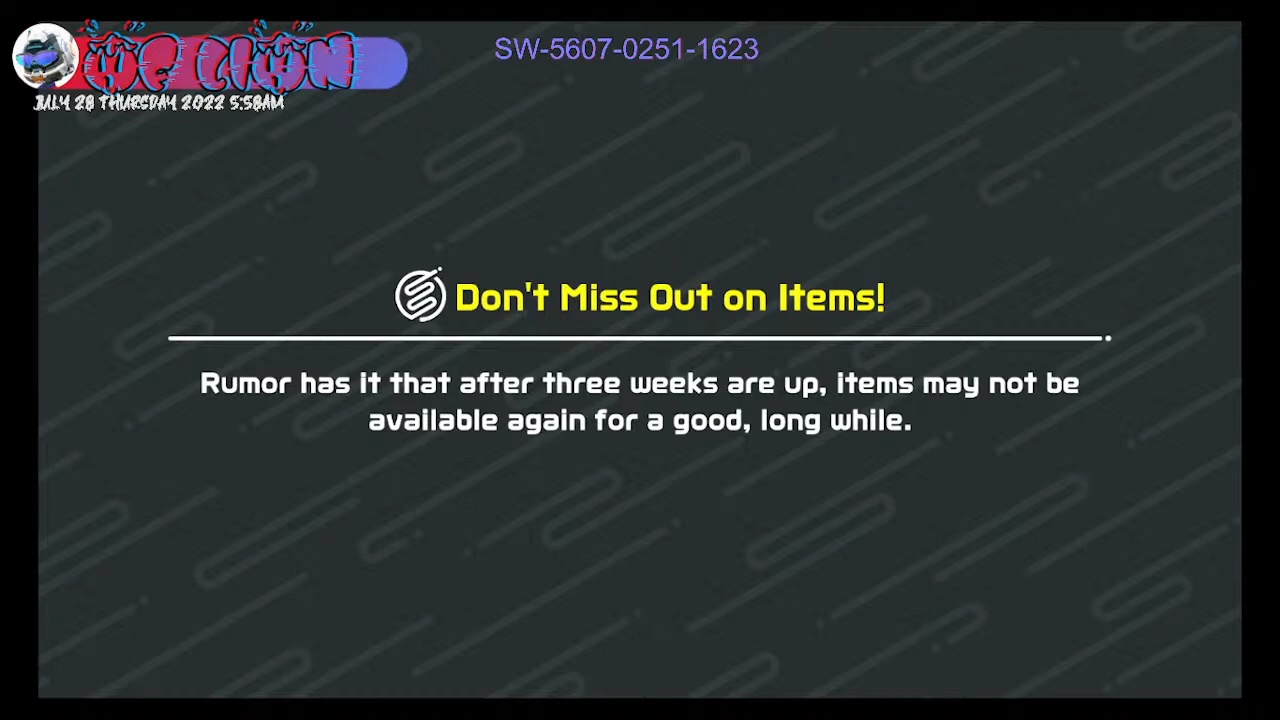 SW-5607-0251-1623
JULY 28 THURSDAY 2022 5:58AM
Don't Miss Out on Items!
Rumor has it that after three weeks are up, items may not be
available again for a good, long while.